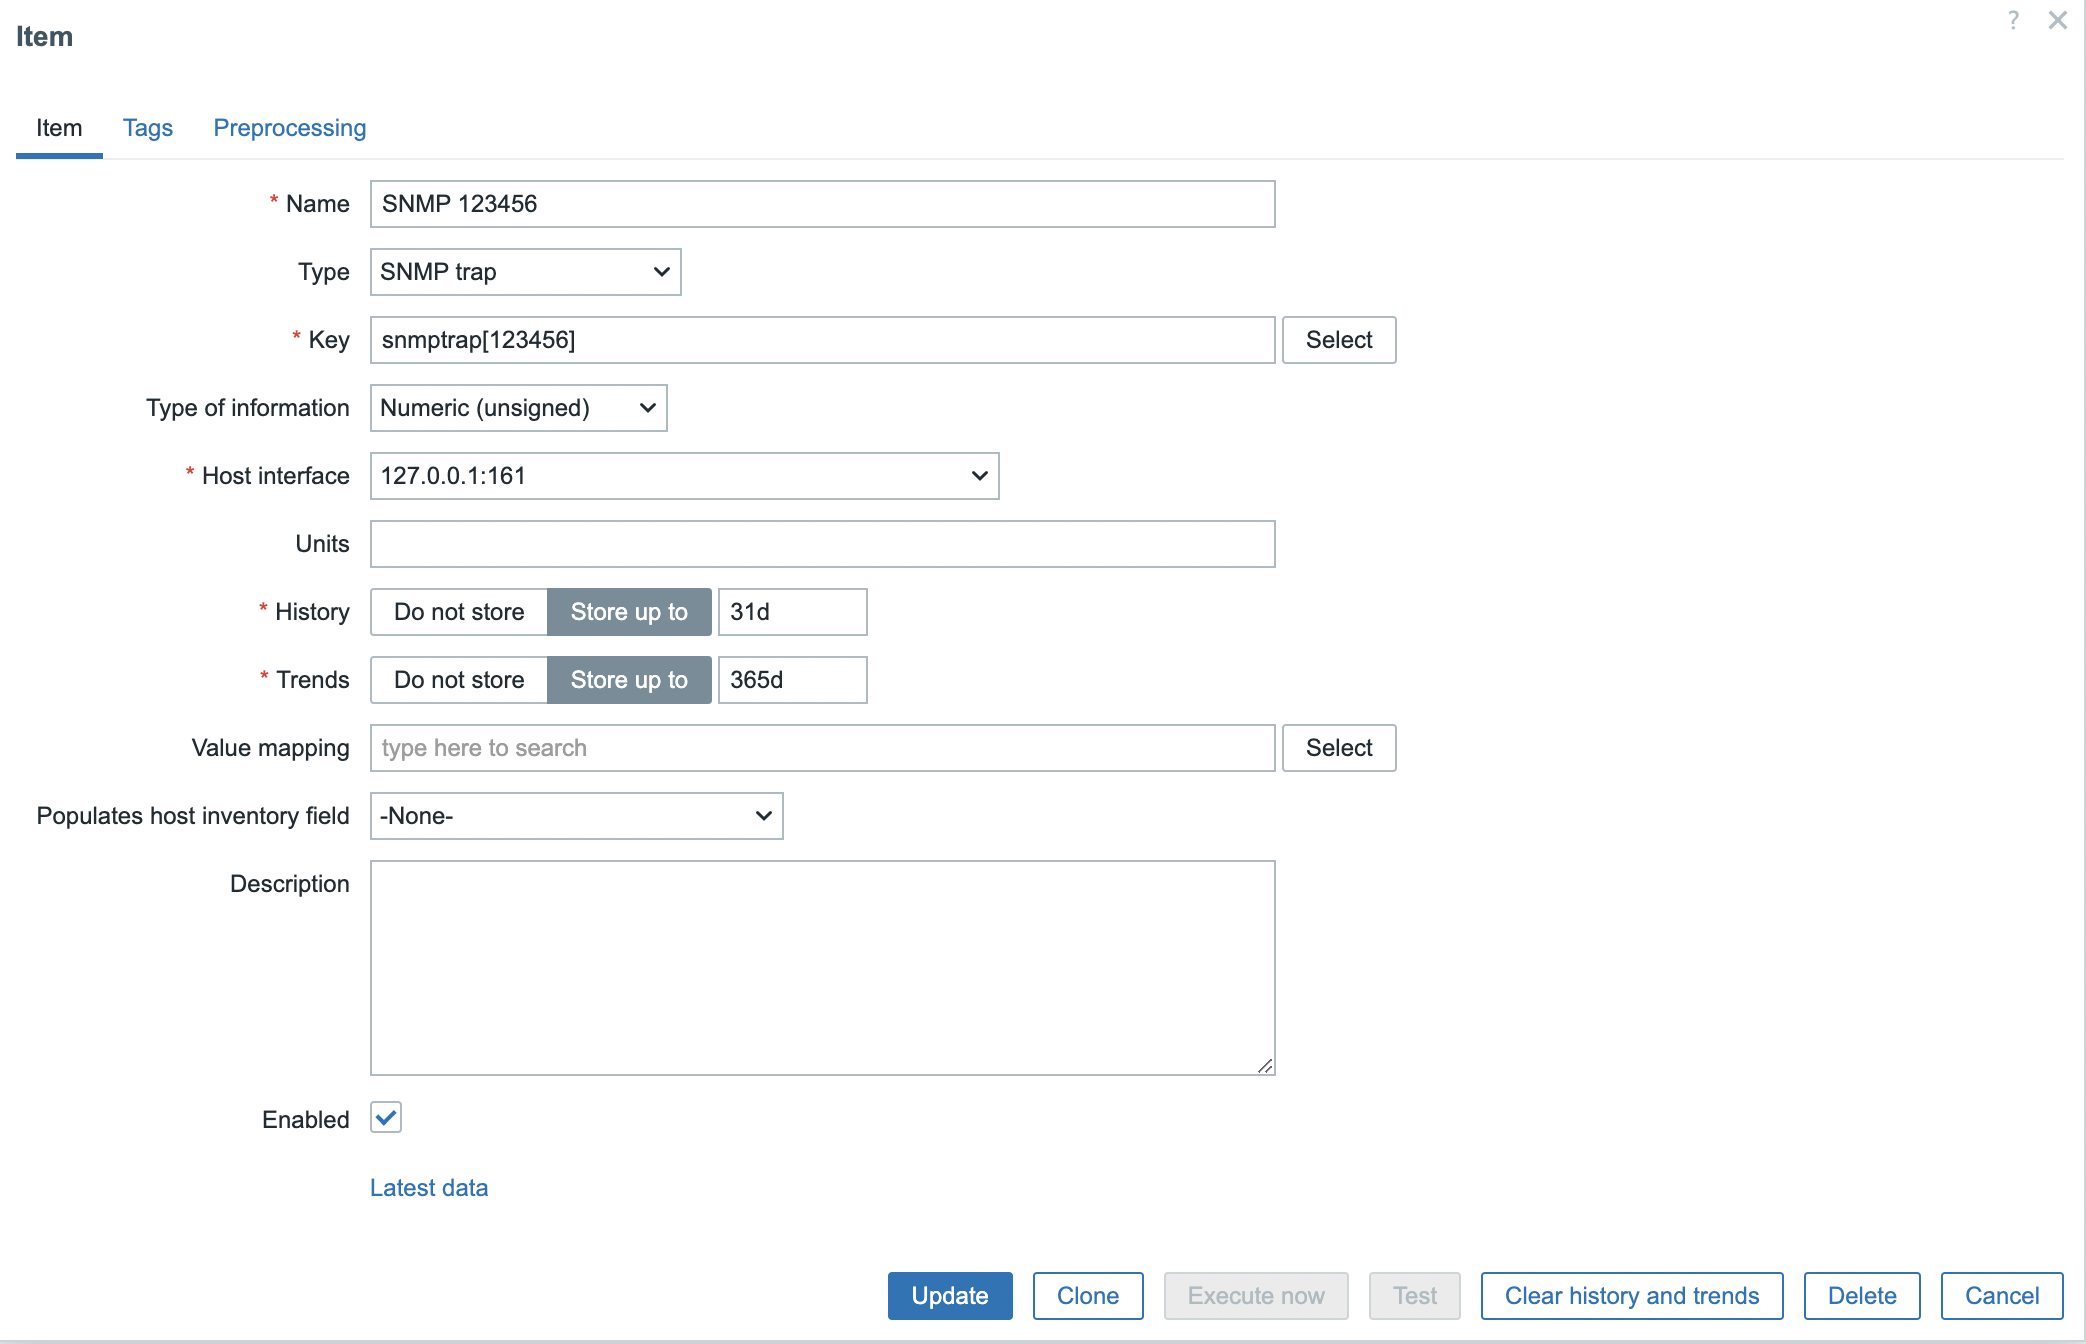 Item
?
Item Tags Preprocessing
* Name SNMP 123456
Type SNMP trap
* Key snmptrap[123456] Select
Type of information Numeric (unsigned)
* Host interface 127.0.0.1:161
Units
* History Do not store Store up to 31d
* Trends Do not store Store up to 365d
Value mapping type here to search Select
Populates host inventory field -None-
Description
Enabled
Latest data
Update Clone Execute now Test Clear history and trends Delete Cancel